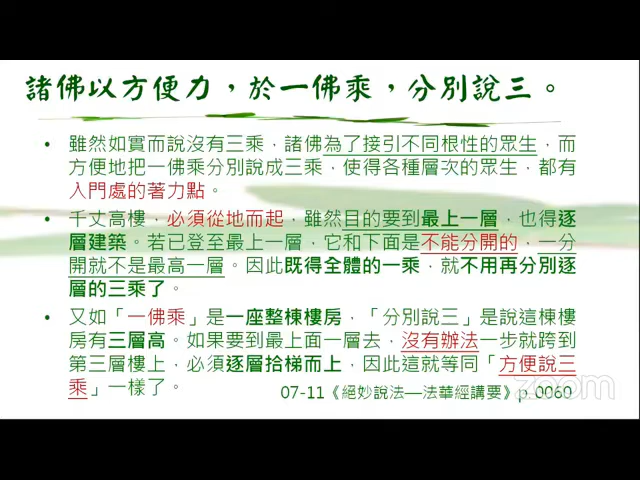 諸佛以方便力，於一佛乘，分別說三。
• 雖然如實而說沒有三乘，諸佛為了接引不同根性的眾生，而
方便地把一佛乘分別說成三乘，使得各種層次的眾生，都有
入門處的著力點。
• 千丈高樓，必須從地而起，雖然目的要到最上一層，也得逐
層建築。若已登至最上一層，它和下面是不能分開的，一分
開就不是最高一層。因此既得全體的一乘，就不用再分別逐
層的三乘了。
• 又如「一佛乘」是一座整棟樓房，「分別說三」是說這棟樓
房有三層高。如果要到最上面一層去，沒有辦法一步就跨到
第三層樓上，必須逐層拾梯而上，因此這就等同「方便說三
乘」一樣了。
07-11《絕妙說法—法華經講要》p 0060
zoom